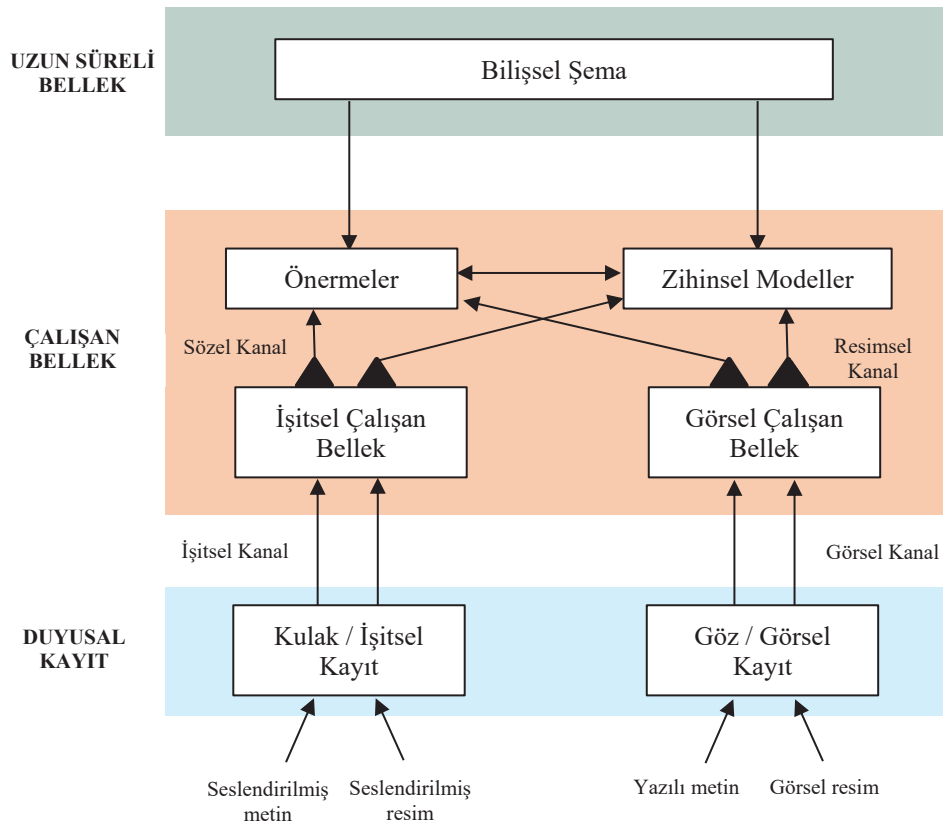 UZUN SÜRELİ
BELLEK
Bilişsel Şema
Önermeler
Zihinsel Modeller
ÇALIŞAN
BELLEK
Sözel Kanal
Resimsel
Kanal
İşitsel Çalışan
Bellek
Görsel Çalışan
Bellek
İşitsel Kanal
Görsel Kanal
DUYUSAL
KAYIT
Kulak / İşitsel
Kayıt
Göz / Görsel
Kayıt
Seslendirilmiş
metin
Seslendirilmiş
resim
Yazılı metin
Görsel resim